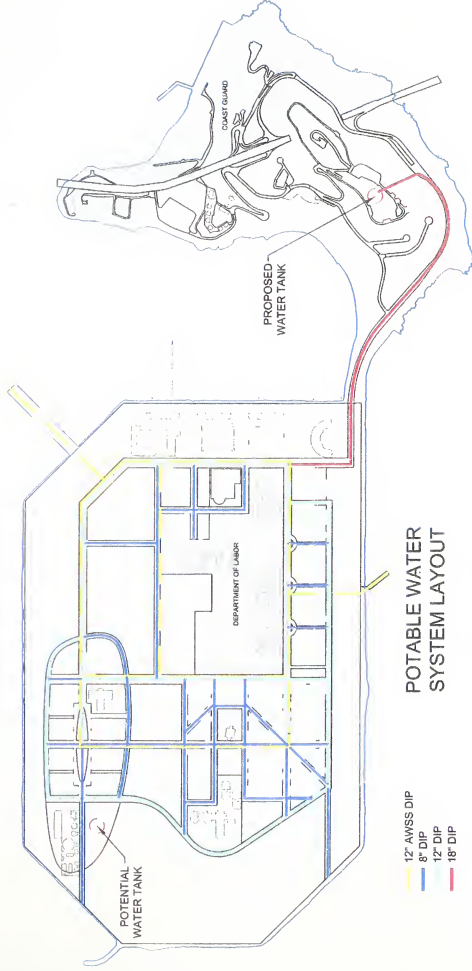 COAST GUARD
PROPOSED
WATER TANK
DEPARTMENT OF LABOR
POTENTIAL
WATER TANK
POTABLE WATER
SYSTEM LAYOUT
12" AWSS DIP
8" DIP
12" DIP
18" DIP